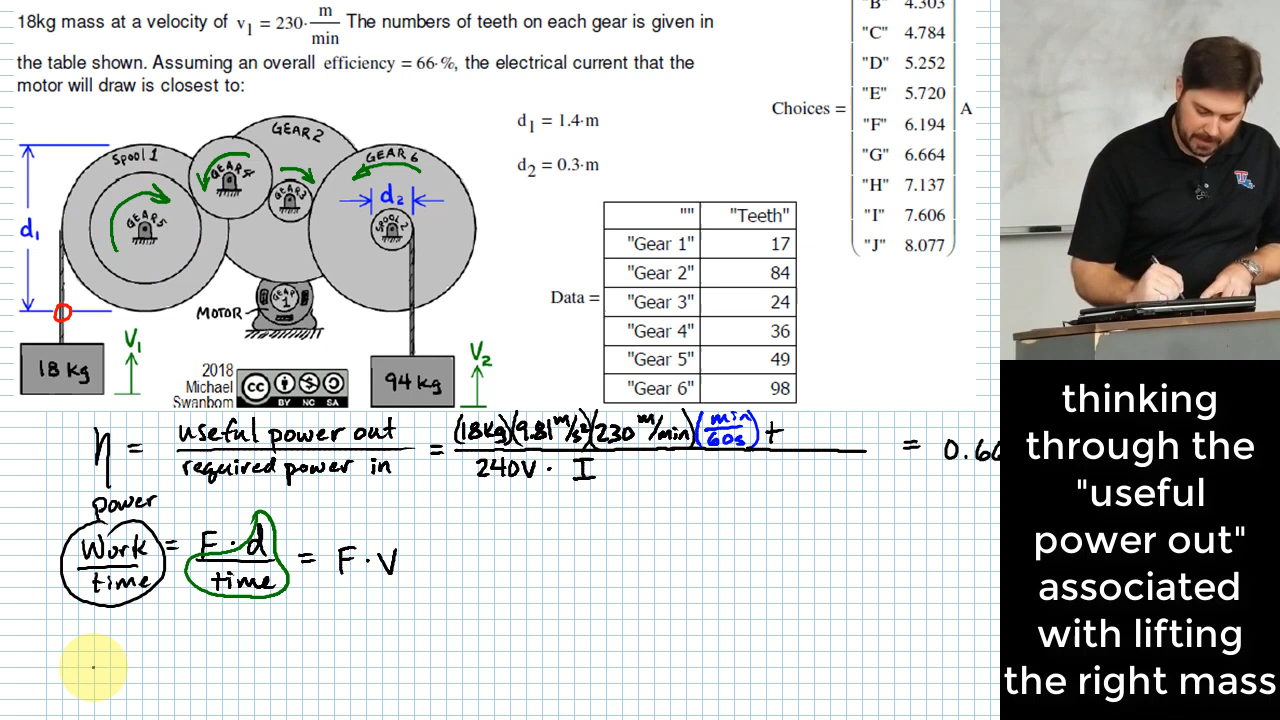 18kg mass at a velocity of v₁ = 230· m/min The numbers of teeth on each gear is given in
the table shown. Assuming an overall efficiency = 66·%, the electrical current that the
motor will draw is closest to:
d₁ = 1.4·m
d₂ = 0.3·m
Choices =
"B" 4.303
"C" 4.784
"D" 5.252
"E" 5.720
"F" 6.194
"G" 6.664
"H" 7.137
"I" 7.606
"J" 8.077
A
GEAR 2
SPOOL 1
GEAR 4
GEAR 3
GEAR 6
GEAR 5
d₂
SPOOL 2
d₁
GEAR 1
MOTOR
18 kg
V₁
94 kg
V₂
2018
Michael
Swanbom
cc
BY NC SA
Data =
"" "Teeth"
"Gear 1" 17
"Gear 2" 84
"Gear 3" 24
"Gear 4" 36
"Gear 5" 49
"Gear 6" 98
η = useful power out / required power in = (18kg)(9.81 m/s²)(230 m/min)(min/60s) + / 240V · I = 0.66
power
Work/time = F · d/time = F · V
thinking
through the
"useful
power out"
associated
with lifting
the right mass